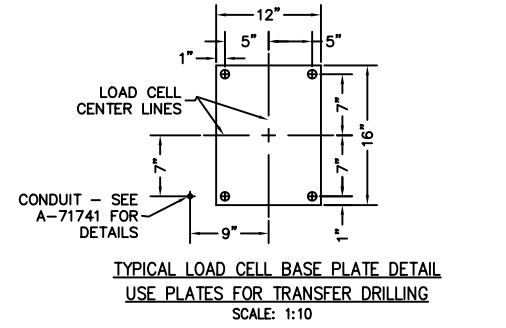 12"
5"
5"
1"
LOAD CELL
CENTER LINES
7"
16"
7"
7"
CONDUIT – SEE
A-71741 FOR
DETAILS
9"
1"
TYPICAL LOAD CELL BASE PLATE DETAIL
USE PLATES FOR TRANSFER DRILLING
SCALE: 1:10